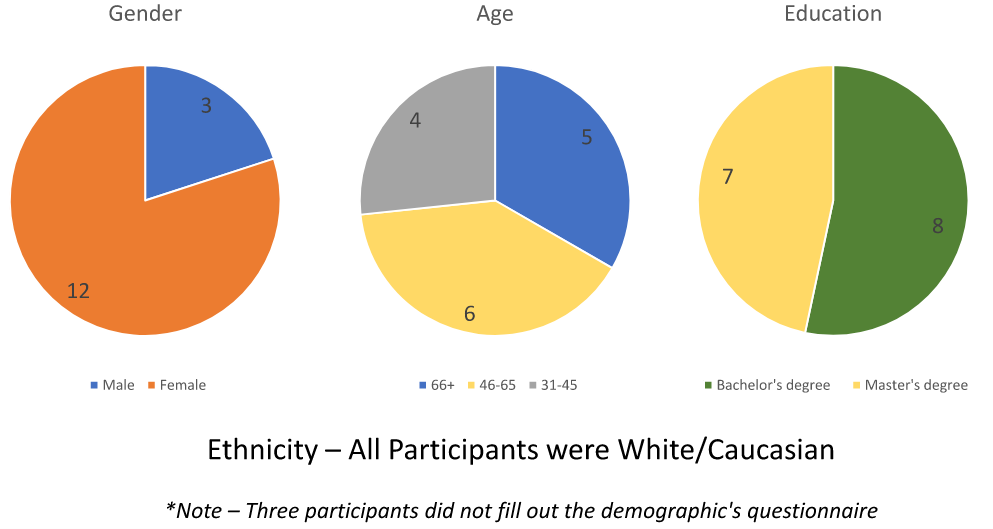 Gender
Age
Education
3
12
5
6
4
8
7
Male Female
66+ 46-65 31-45
Bachelor's degree Master's degree
Ethnicity – All Participants were White/Caucasian
*Note – Three participants did not fill out the demographic's questionnaire